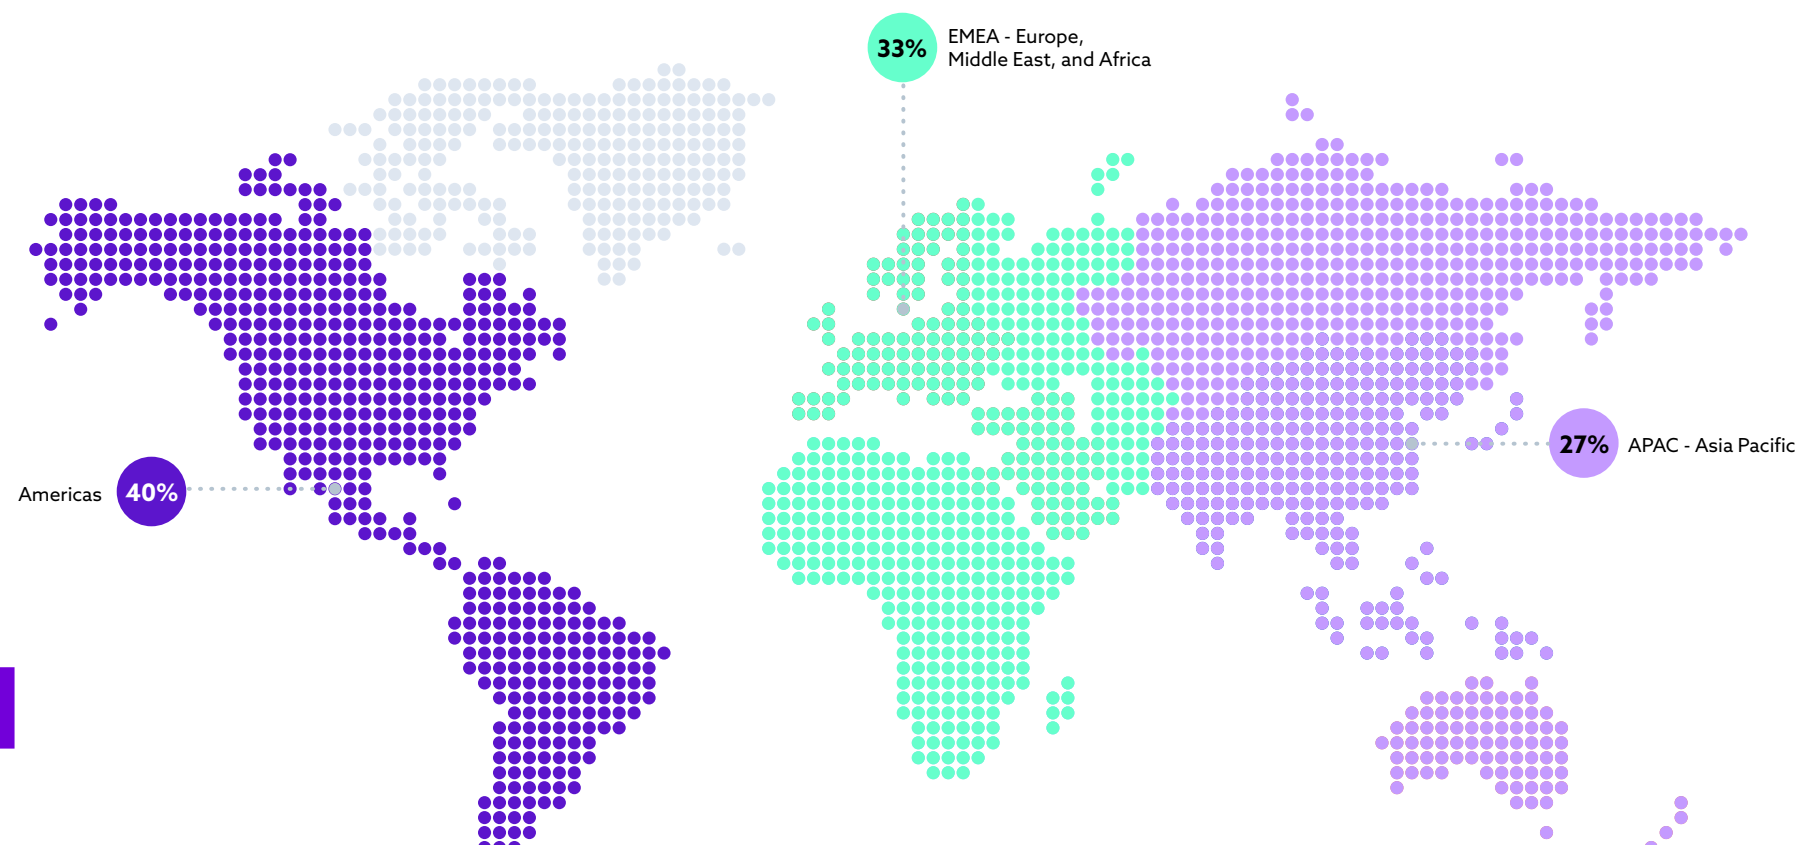 33%
EMEA - Europe,
Middle East, and Africa
27%
APAC - Asia Pacific
Americas
40%